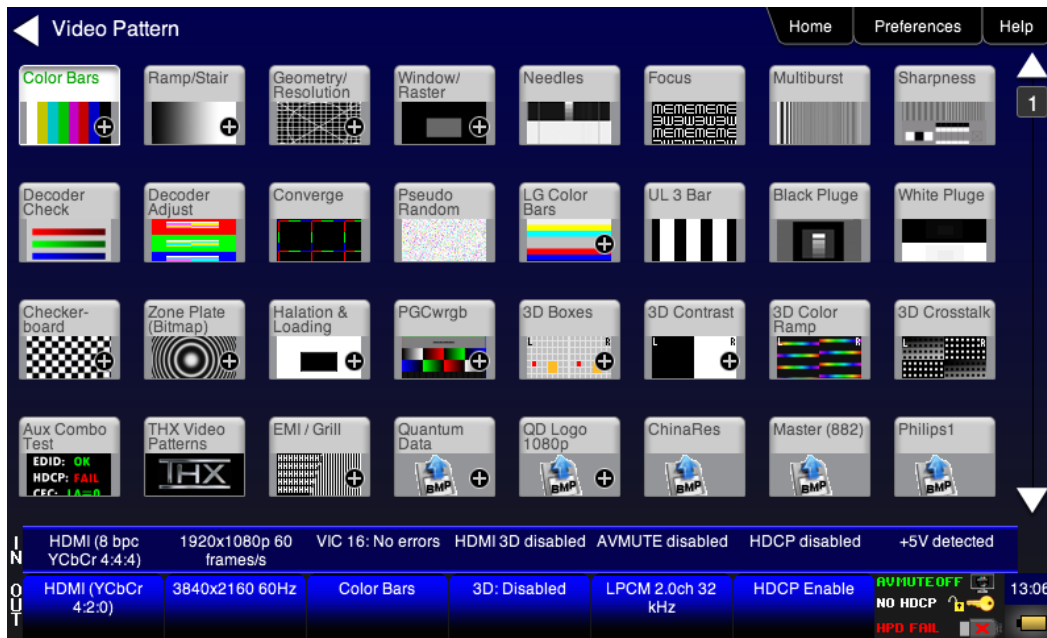 Video Pattern
Home
Preferences
Help
Color Bars
Ramp/Stair
Geometry/
Resolution
Window/
Raster
Needles
Focus
MEMEMEME
MEMEMEME
Multiburst
Sharpness
1
Decoder
Check
Decoder
Adjust
Converge
Pseudo
Random
LG Color
Bars
UL 3 Bar
Black Pluge
White Pluge
Checker-
board
Zone Plate
(Bitmap)
Halation &
Loading
PGCwrgb
3D Boxes
L R
3D Contrast
L R
3D Color
Ramp
L R
3D Crosstalk
L R
Aux Combo
Test
EDID: OK
HDCP: FAIL
CEC: LA=0
THX Video
Patterns
THX
EMI / Grill
Quantum
Data
BMP
QD Logo
1080p
BMP
ChinaRes
BMP
Master (882)
BMP
Philips1
BMP
IN
HDMI (8 bpc
YCbCr 4:4:4)
1920x1080p 60
frames/s
VIC 16: No errors
HDMI 3D disabled
AVMUTE disabled
HDCP disabled
+5V detected
OUT
HDMI (YCbCr
4:2:0)
3840x2160 60Hz
Color Bars
3D: Disabled
LPCM 2.0ch 32
kHz
HDCP Enable
AVMUTEOFF
NO HDCP
HPD FAIL
13:06